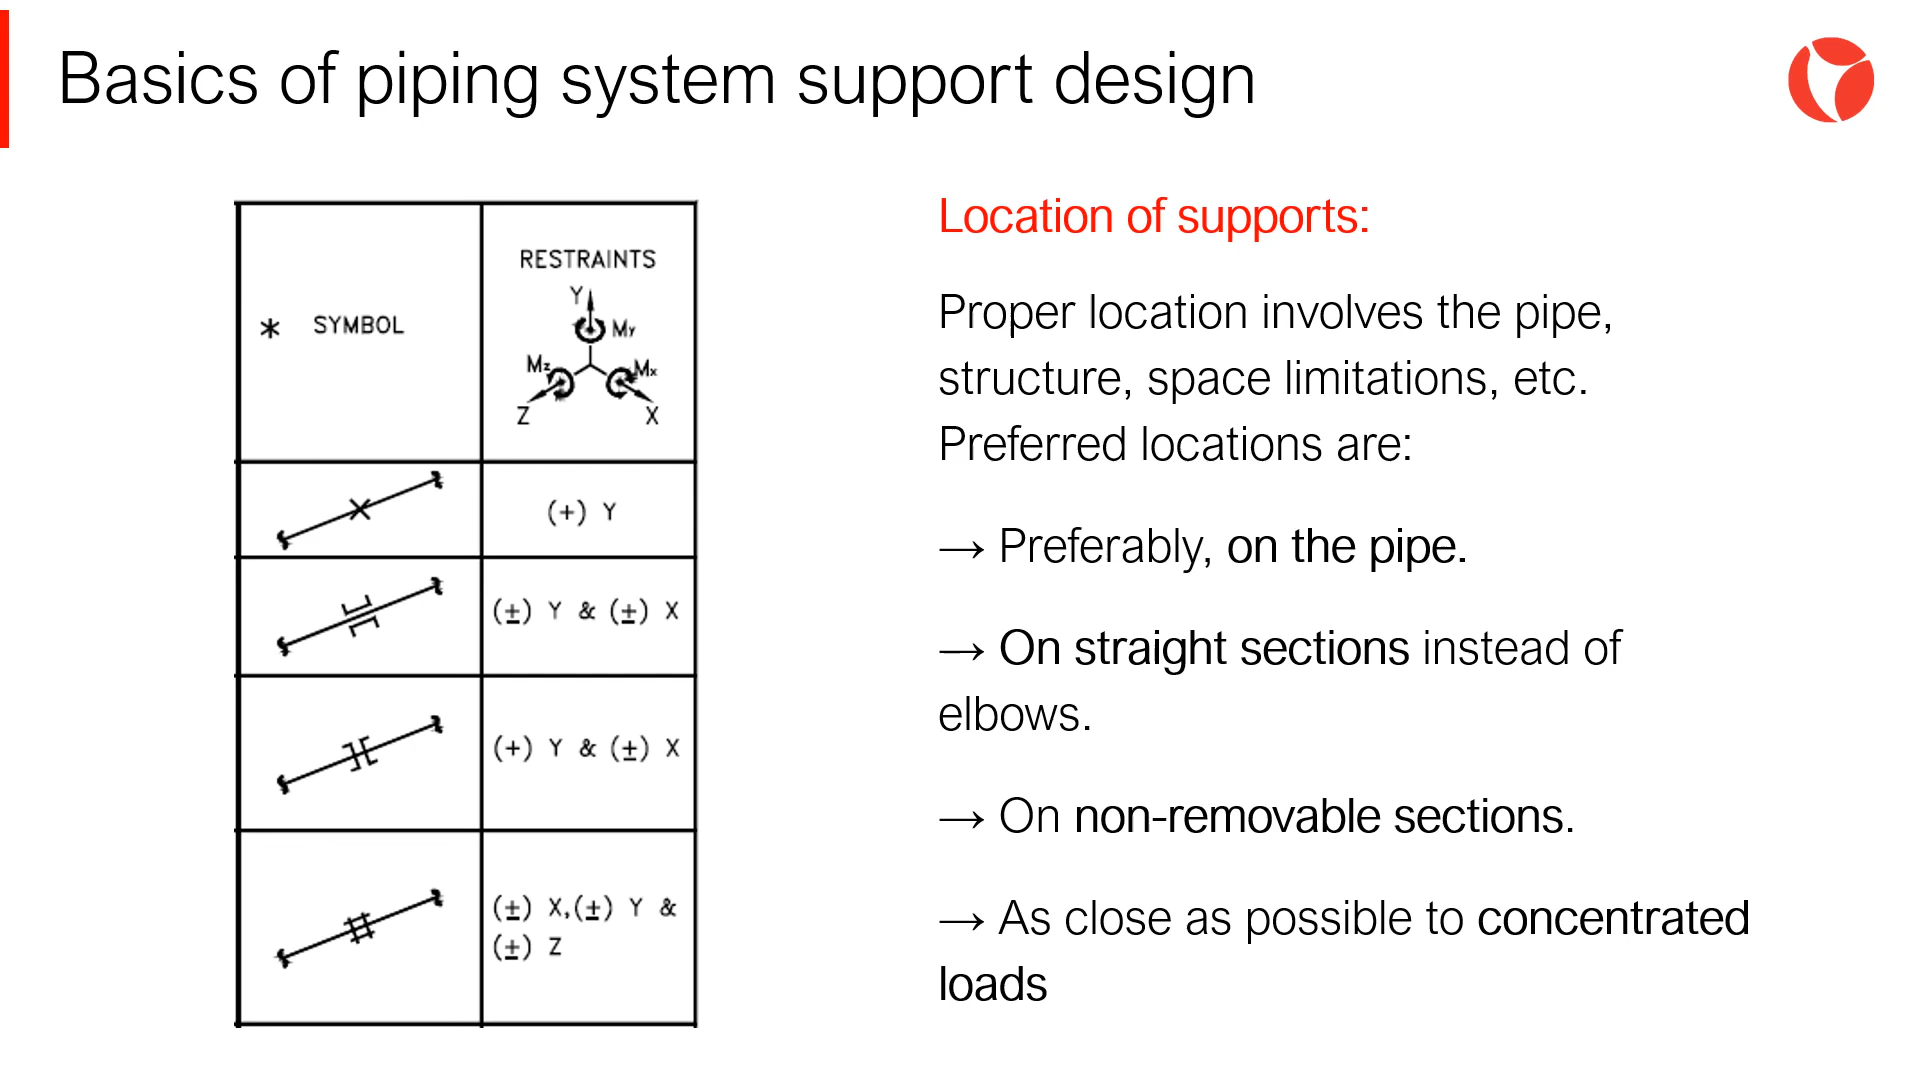 Basics of piping system support design
* SYMBOL
RESTRAINTS
Y
My
Mz
Mx
Z
X
(+) Y
(±) Y & (±) X
(+) Y & (±) X
(±) X,(±) Y &
(±) Z
Location of supports:
Proper location involves the pipe,
structure, space limitations, etc.
Preferred locations are:
→ Preferably, on the pipe.
→ On straight sections instead of
elbows.
→ On non-removable sections.
→ As close as possible to concentrated
loads